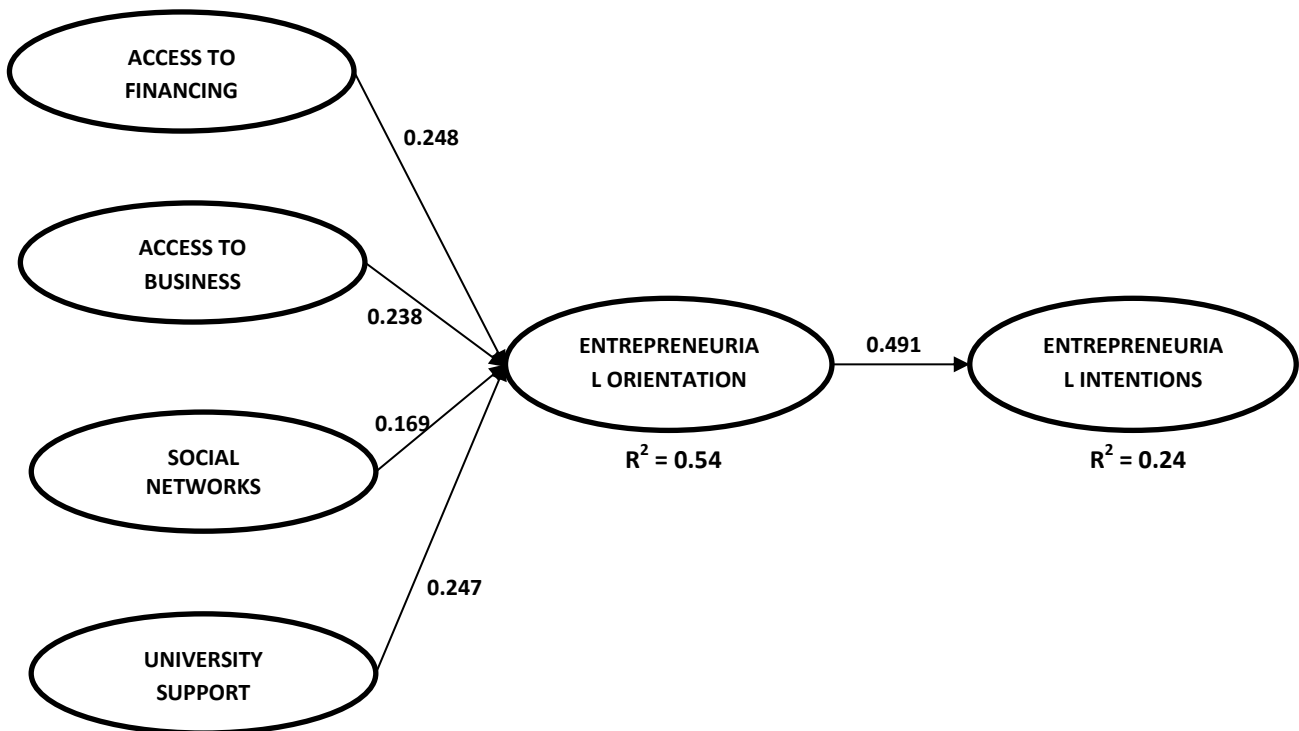 ACCESS TO
FINANCING
0.248
ACCESS TO
BUSINESS
0.238
ENTREPRENEURIA
L ORIENTATION
0.491
ENTREPRENEURIA
L INTENTIONS
0.169
SOCIAL
NETWORKS
R² = 0.54
R² = 0.24
0.247
UNIVERSITY
SUPPORT